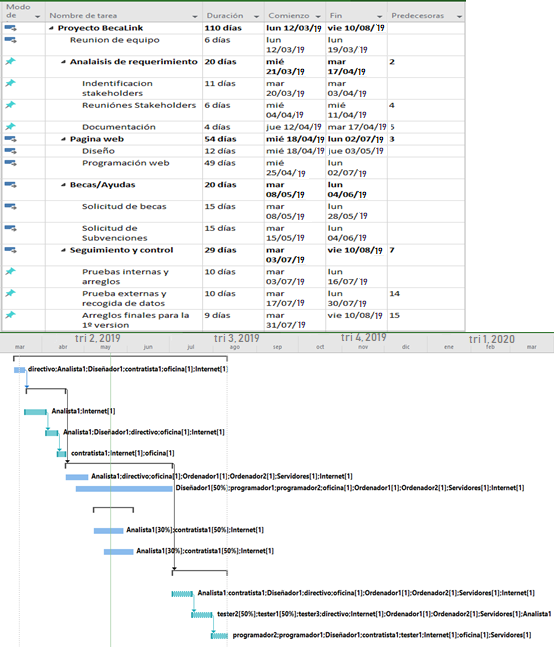 Modo de Nombre de tarea Duración Comienzo Fin Predecesoras
Proyecto BecaLink 110 días lun 12/03/19 vie 10/08/19
Reunion de equipo 6 días lun 12/03/19 lun 19/03/19
Analaisis de requerimiento 20 días mié 21/03/19 mar 17/04/19 2
Indentificacion stakeholders 11 días mar 20/03/19 mar 03/04/19
Reuniónes Stakeholders 6 días mié 04/04/19 mié 11/04/19 4
Documentación 4 días jue 12/04/19 mar 17/04/19 5
Pagina web 54 días mié 18/04/19 lun 02/07/19 3
Diseño 12 días mié 18/04/19 jue 03/05/19
Programación web 49 días mié 25/04/19 lun 02/07/19
Becas/Ayudas 20 días mar 08/05/19 lun 04/06/19
Solicitud de becas 15 días mar 08/05/19 lun 28/05/19
Solicitud de Subvenciones 15 días mar 15/05/19 lun 04/06/19
Seguimiento y control 29 días mar 03/07/19 vie 10/08/19 7
Pruebas internas y arreglos 10 días mar 03/07/19 lun 16/07/19
Prueba externas y recogida de datos 10 días mar 17/07/19 lun 30/07/19 14
Arreglos finales para la 1º version 9 días mar 31/07/19 vie 10/08/19 15
tri 2, 2019 tri 3, 2019 tri 4, 2019 tri 1, 2020
mar abr may jun jul ago sep oct nov dic ene feb mar
directivo;Analista1;Diseñador1;contratista1;oficina[1];Internet[1]
Analista1;Internet[1]
Analista1;Diseñador1;directivo;oficina[1];Internet[1]
contratista1;Internet[1];oficina[1]
Analista1;directivo;oficina[1];Ordenador1[1];Ordenador2[1];Servidores[1];Internet[1]
Diseñador1[50%];programador1;programador2;oficina[1];Ordenador1[1];Ordenador2[1];Servidores[1];Internet[1]
Analista1[30%];contratista1[50%];Internet[1]
Analista1[30%];contratista1[50%];Internet[1]
Analista1;contratista1;Diseñador1;directivo;oficina[1];Ordenador1[1];Ordenador2[1];Servidores[1];Internet[1]
tester2[50%];tester1[50%];tester3;directivo;Internet[1];Ordenador1[1];Ordenador2[1];Servidores[1];Analista1
programador2;programador1;Diseñador1;contratista1;tester1;Internet[1];oficina[1];Servidores[1]